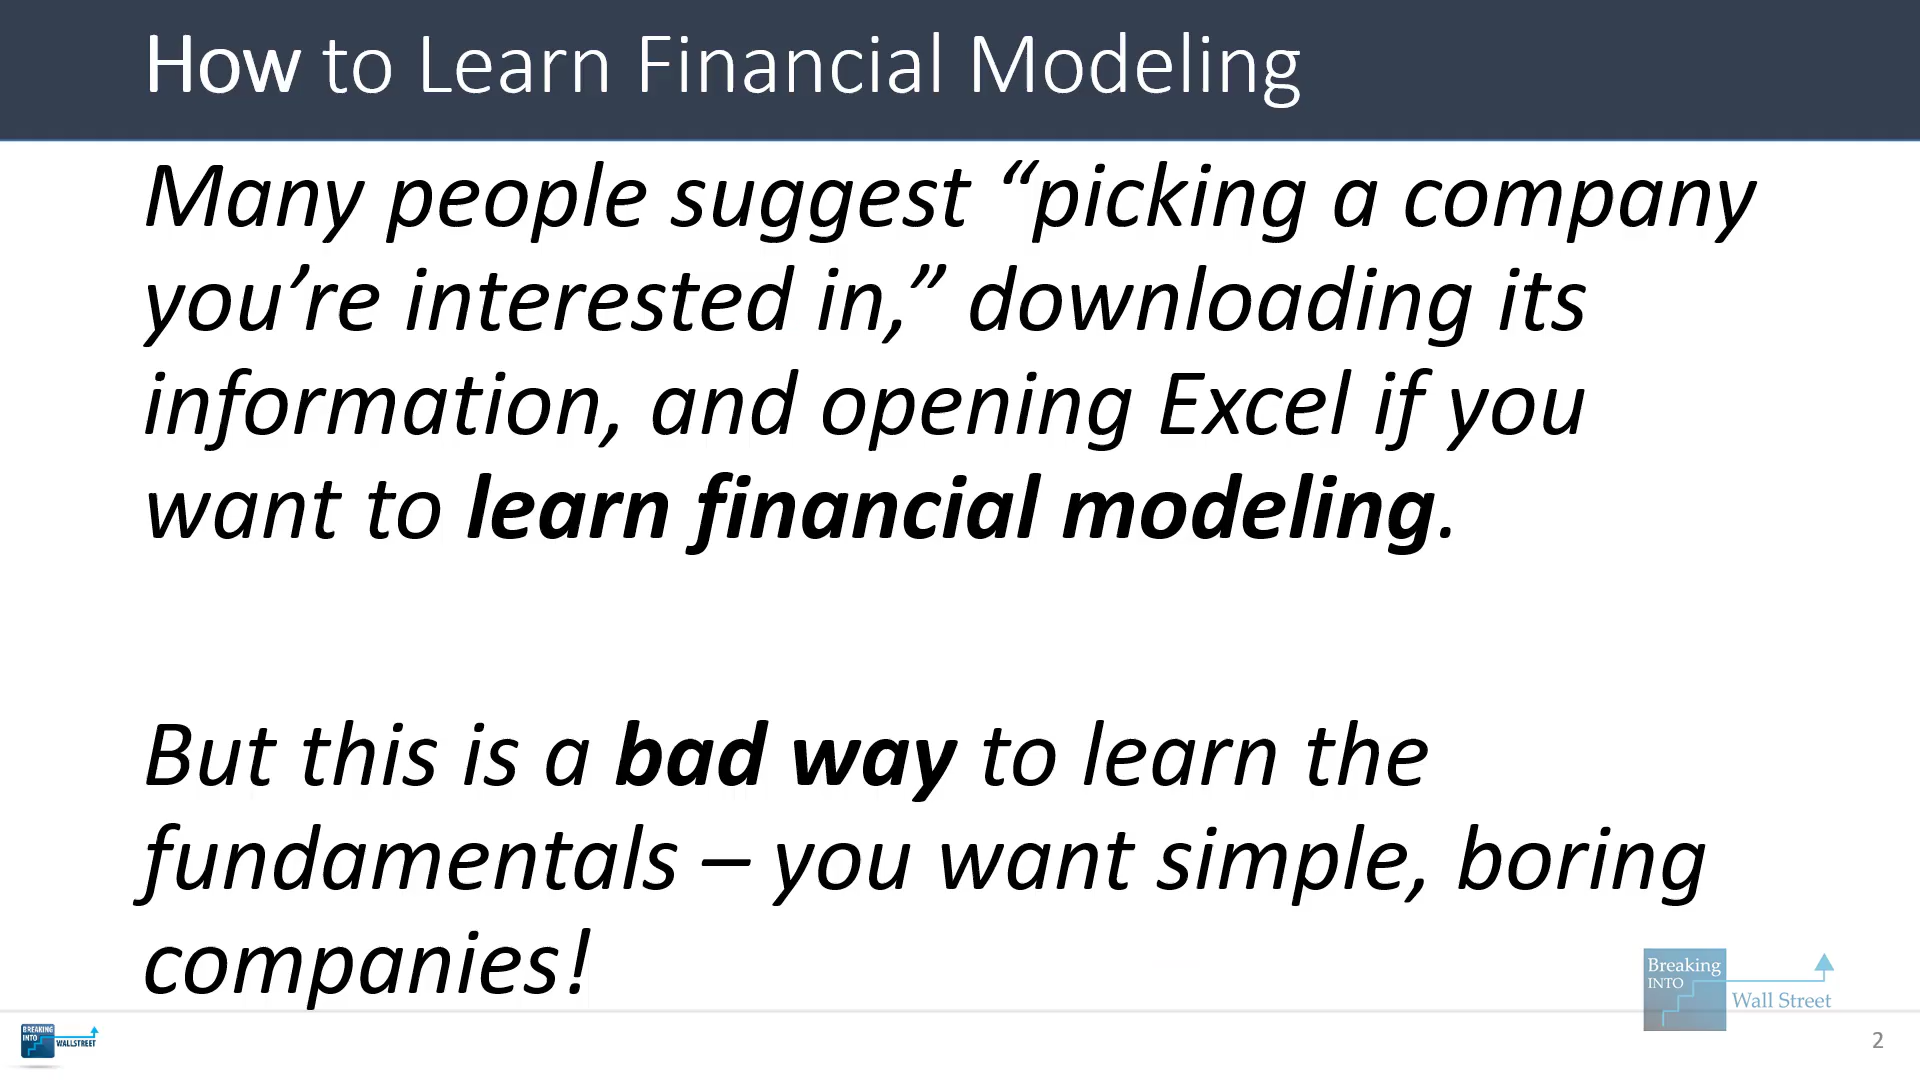 How to Learn Financial Modeling
Many people suggest “picking a company
you’re interested in,” downloading its
information, and opening Excel if you
want to learn financial modeling.
But this is a bad way to learn the
fundamentals – you want simple, boring
companies!
Breaking
INTO
Wall Street
BREAKING
INTO
WALLSTREET
2